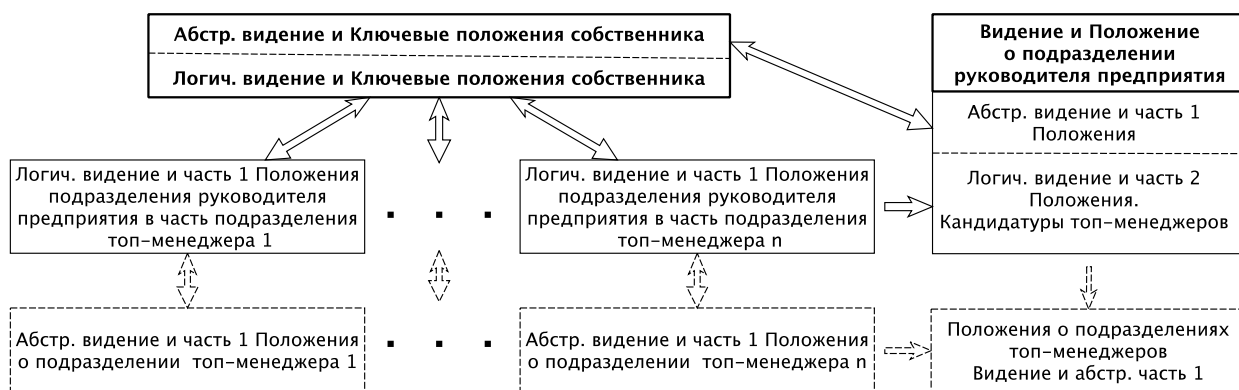 Абстр. видение и Ключевые положения собственника
Логич. видение и Ключевые положения собственника
Видение и Положение
о подразделении
руководителя предприятия
Абстр. видение и часть 1
Положения
Логич. видение и часть 2
Положения.
Кандидатуры топ–менеджеров
Логич. видение и часть 1 Положения
подразделения руководителя
предприятия в часть подразделения
топ–менеджера 1
Логич. видение и часть 1 Положения
подразделения руководителя
предприятия в часть подразделения
топ–менеджера n
Абстр. видение и часть 1 Положения
о подразделении топ–менеджера 1
Абстр. видение и часть 1 Положения
о подразделении топ–менеджера n
Положения о подразделениях
топ–менеджеров
Видение и абстр. часть 1